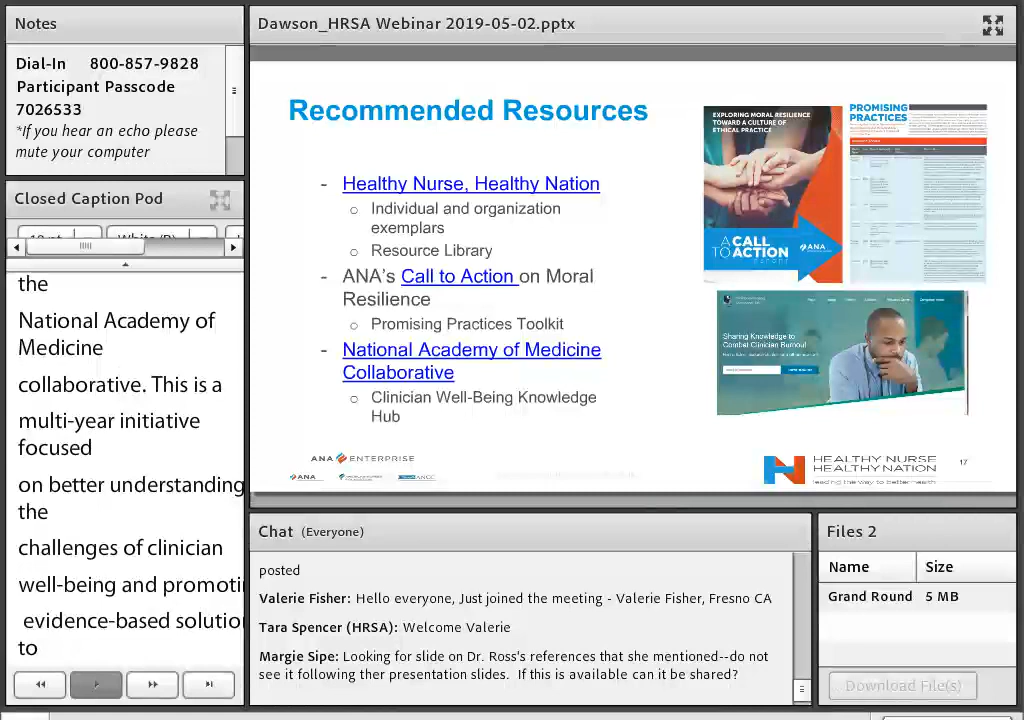 Notes
Dial-In 800-857-9828
Participant Passcode
7026533
*If you hear an echo please
mute your computer
Closed Caption Pod
the
National Academy of
Medicine
collaborative. This is a
multi-year initiative
focused
on better understanding
the
challenges of clinician
well-being and promoti
evidence-based solutio
to
Dawson_HRSA Webinar 2019-05-02.pptx
Recommended Resources
- Healthy Nurse, Healthy Nation
o Individual and organization
exemplars
o Resource Library
- ANA's Call to Action on Moral
Resilience
o Promising Practices Toolkit
- National Academy of Medicine
Collaborative
o Clinician Well-Being Knowledge
Hub
EXPLORING MORAL RESILIENCE
TOWARD A CULTURE OF
ETHICAL PRACTICE
A CALL
TO ACTION
ANA
PROMISING
PRACTICES
Sharing Knowledge to
Combat Clinician Burnout
ANA ENTERPRISE
ANA
ANCC
HEALTHY NURSE
HEALTHY NATION
leading the way to better health
17
Chat (Everyone)
posted
Valerie Fisher: Hello everyone, Just joined the meeting - Valerie Fisher, Fresno CA
Tara Spencer (HRSA): Welcome Valerie
Margie Sipe: Looking for slide on Dr. Ross's references that she mentioned--do not
see it following ther presentation slides. If this is available can it be shared?
Files 2
Name Size
Grand Round 5 MB
Download File(s)